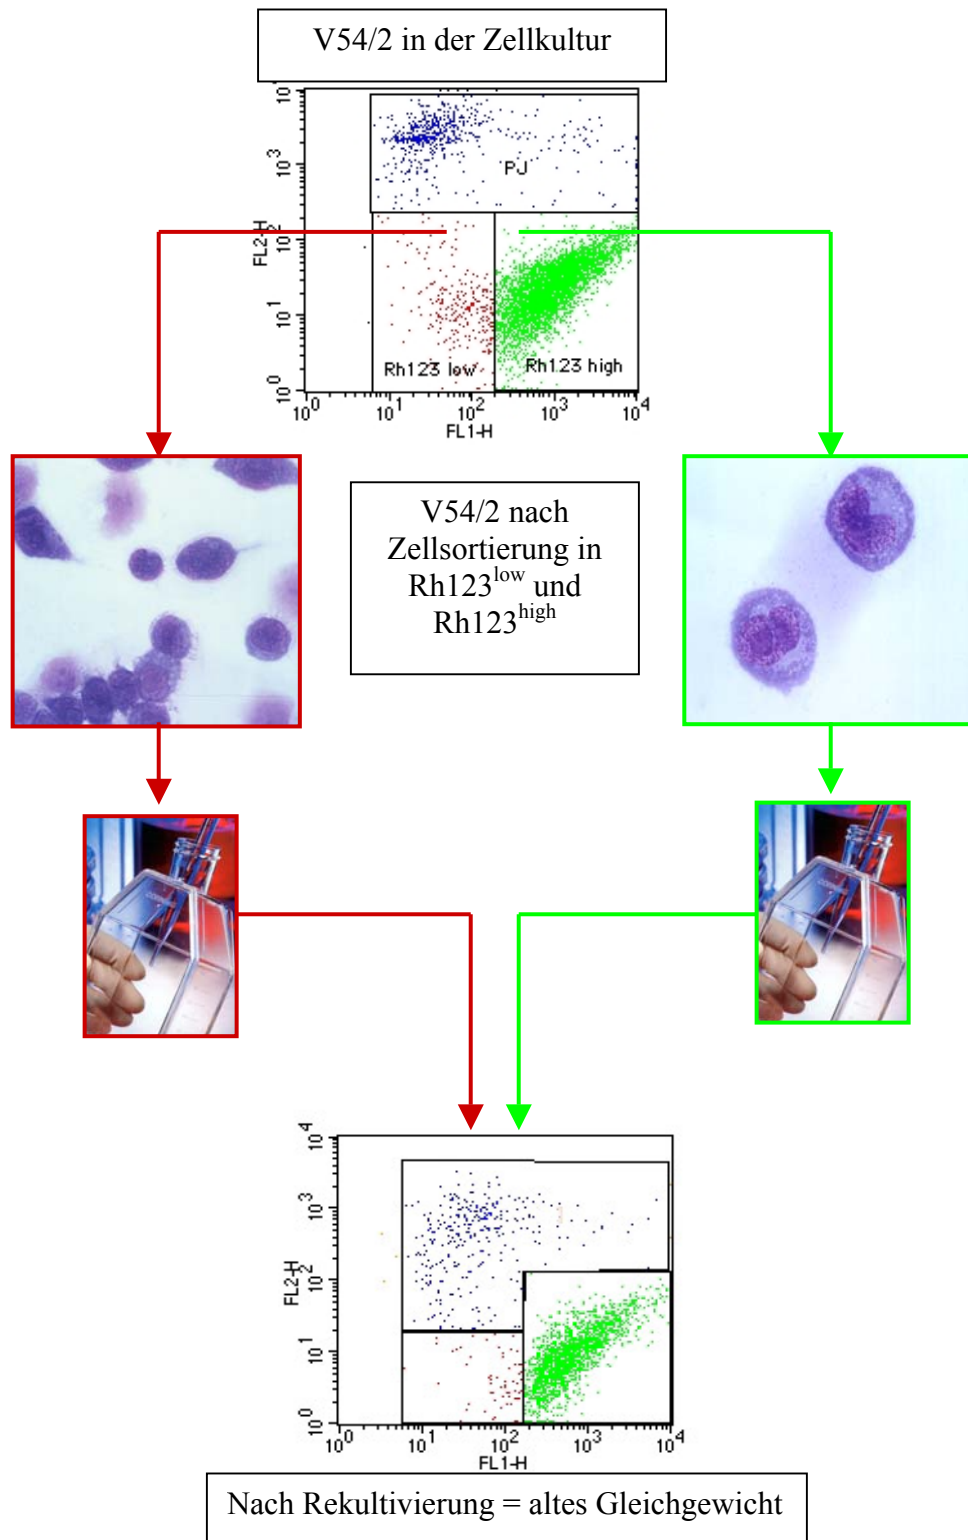 V54/2 in der Zellkultur
10
10³
10²
10¹
10⁰
FL2-H
PJ
Rh123 low
Rh123 high
10⁰ 10¹ 10² 10³ 10⁴
FL1-H
V54/2 nach
Zellsortierung in
Rh123^low und
Rh123^high
10⁴
10³
10²
10¹
10⁰
FL2-H
10⁰ 10¹ 10² 10³ 10⁴
FL1-H
Nach Rekultivierung = altes Gleichgewicht